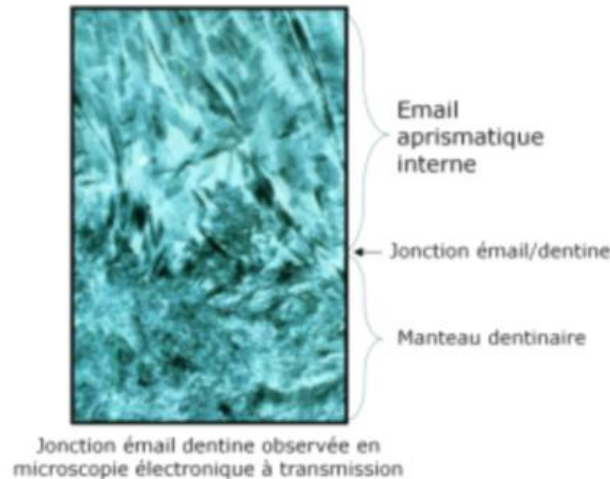 Email
aprismatique
interne
Jonction émail/dentine
Manteau dentinaire
Jonction émail dentine observée en
microscopie électronique à transmission